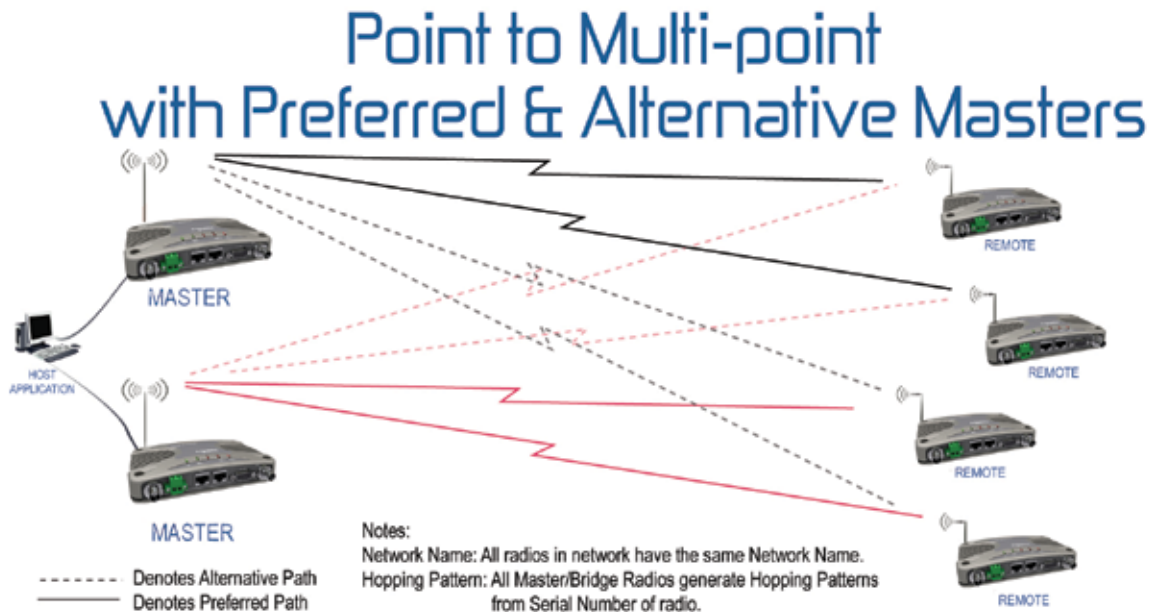 Point to Multi-point
with Preferred & Alternative Masters
REMOTE
MASTER
REMOTE
HOST
APPLICATION
REMOTE
MASTER
Notes:
Network Name: All radios in network have the same Network Name.
Hopping Pattern: All Master/Bridge Radios generate Hopping Patterns
from Serial Number of radio.
Denotes Alternative Path
Denotes Preferred Path
REMOTE